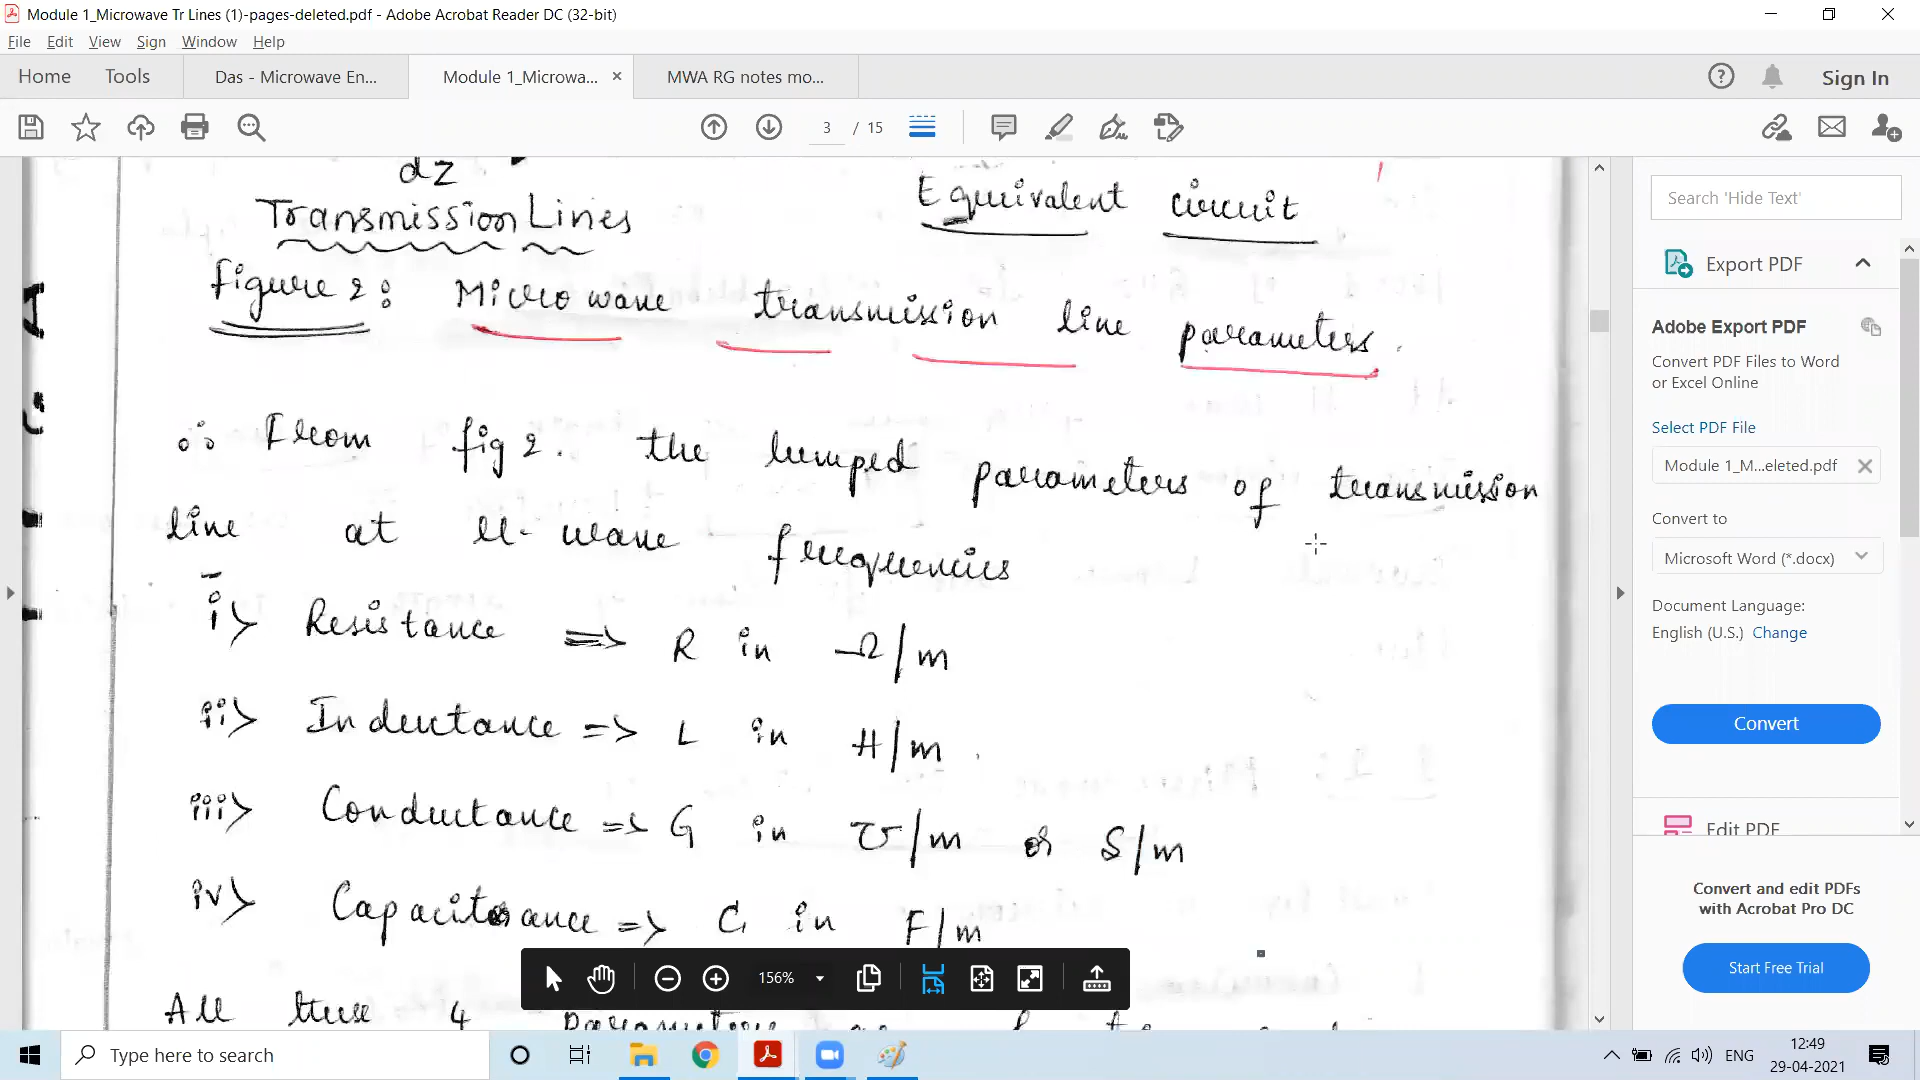 Module 1_Microwave Tr Lines (1)-pages-deleted.pdf - Adobe Acrobat Reader DC (32-bit)
File Edit View Sign Window Help
Home Tools Das - Microwave En... Module 1_Microwa... × MWA RG notes mo... Sign In
3 / 15
dz
Transmission Lines Equivalent circuit
figure 2: Microwave transmission line parameters.
∴ From fig 2. the lumped parameters of transmission
line at μ-wave frequencies
i> Resistance => R in Ω/m
ii> Inductance => L in H/m.
iii> Conductance => G in ℧/m or S/m
iv> => C in F/m
All these 4
156%
Search 'Hide Text'
Export PDF
Adobe Export PDF
Convert PDF Files to Word
or Excel Online
Select PDF File
Module 1_M...eleted.pdf
Convert to
Microsoft Word (*.docx)
Document Language:
English (U.S.) Change
Convert
Edit PDF
Convert and edit PDFs
with Acrobat Pro DC
Start Free Trial
Type here to search
ENG
12:49
29-04-2021